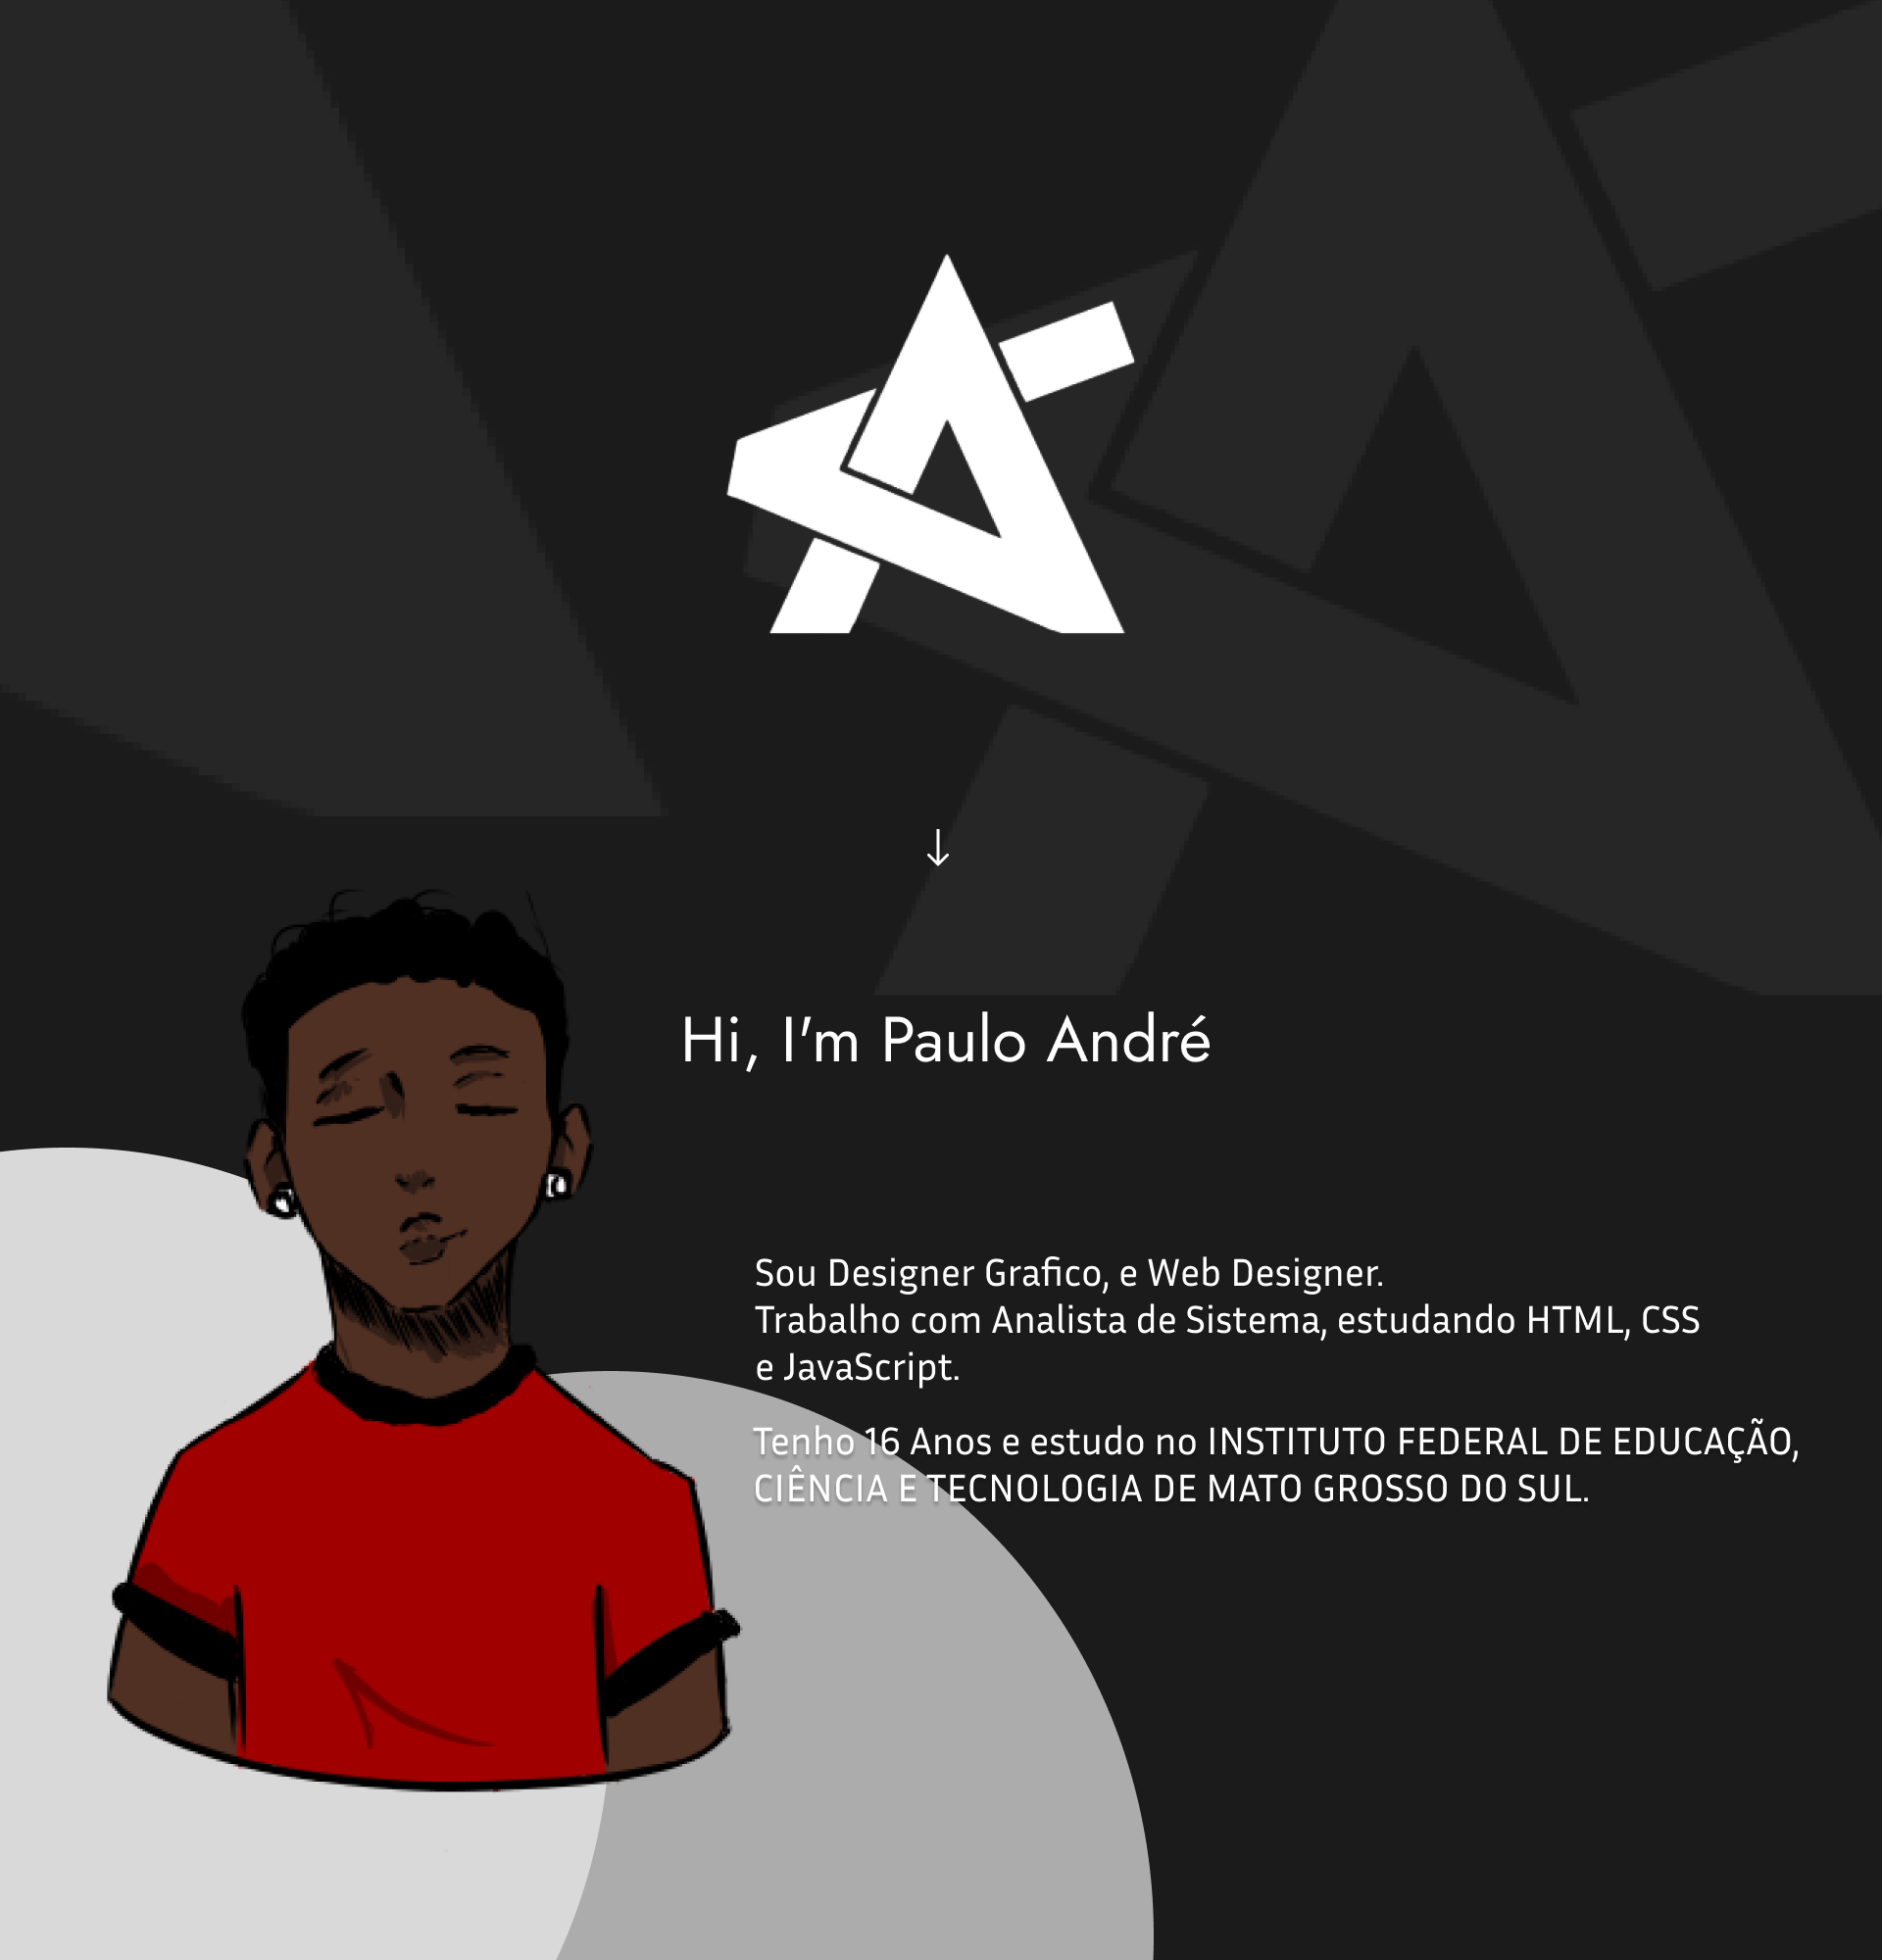 Hi, I'm Paulo André
Sou Designer Grafico, e Web Designer.
Trabalho com Analista de Sistema, estudando HTML, CSS
e JavaScript.
Tenho 16 Anos e estudo no INSTITUTO FEDERAL DE EDUCAÇÃO,
CIÊNCIA E TECNOLOGIA DE MATO GROSSO DO SUL.